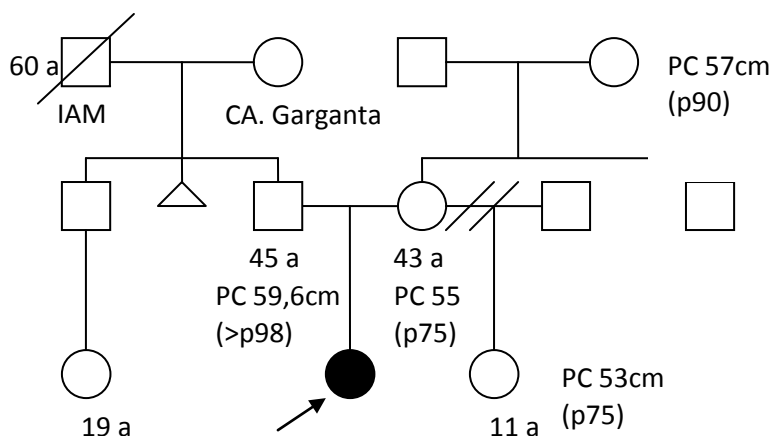 60 a
IAM
CA. Garganta
PC 57cm
(p90)
45 a
PC 59,6cm
(>p98)
43 a
PC 55
(p75)
19 a
11 a
PC 53cm
(p75)